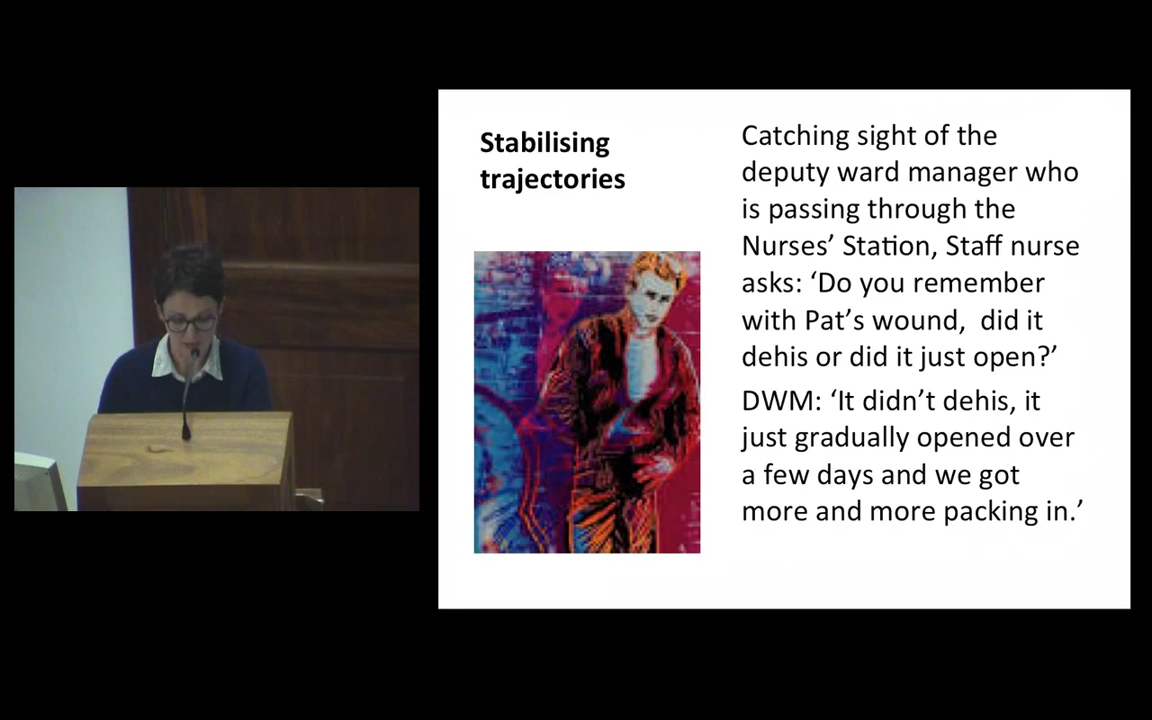 Stabilising
trajectories
Catching sight of the
deputy ward manager who
is passing through the
Nurses’ Station, Staff nurse
asks: ‘Do you remember
with Pat’s wound,  did it
dehis or did it just open?’
DWM: ‘It didn’t dehis, it
just gradually opened over
a few days and we got
more and more packing in.’